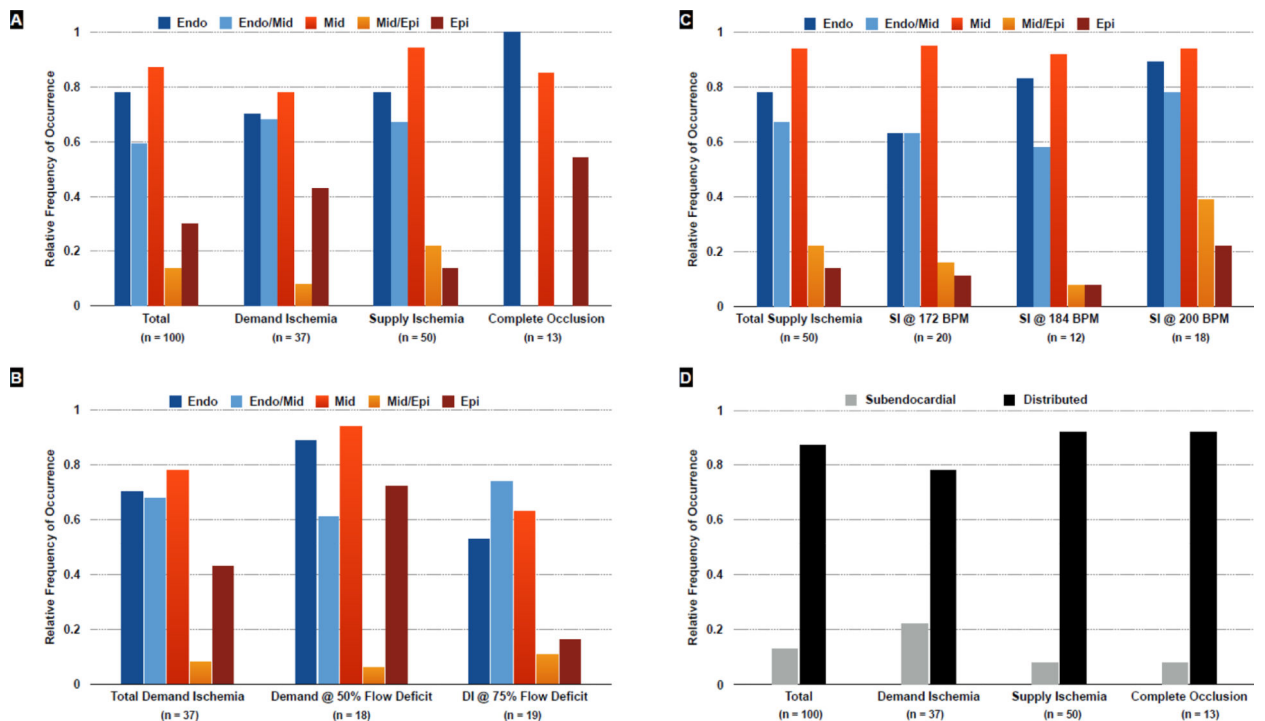 A
Endo Endo/Mid Mid Mid/Epi Epi
Relative Frequency of Occurrence
1
0.8
0.6
0.4
0.2
0
Total Demand Ischemia Supply Ischemia Complete Occlusion
(n = 100) (n = 37) (n = 50) (n = 13)
C
Endo Endo/Mid Mid Mid/Epi Epi
Relative Frequency of Occurrence
1
0.8
0.6
0.4
0.2
0
Total Supply Ischemia SI @ 172 BPM SI @ 184 BPM SI @ 200 BPM
(n = 50) (n = 20) (n = 12) (n = 18)
B
Endo Endo/Mid Mid Mid/Epi Epi
Relative Frequency of Occurrence
1
0.8
0.6
0.4
0.2
0
Total Demand Ischemia Demand @ 50% Flow Deficit DI @ 75% Flow Deficit
(n = 37) (n = 18) (n = 19)
D
Subendocardial Distributed
Relative Frequency of Occurrence
1
0.8
0.6
0.4
0.2
0
Total Demand Ischemia Supply Ischemia Complete Occlusion
(n = 100) (n = 37) (n = 50) (n = 13)